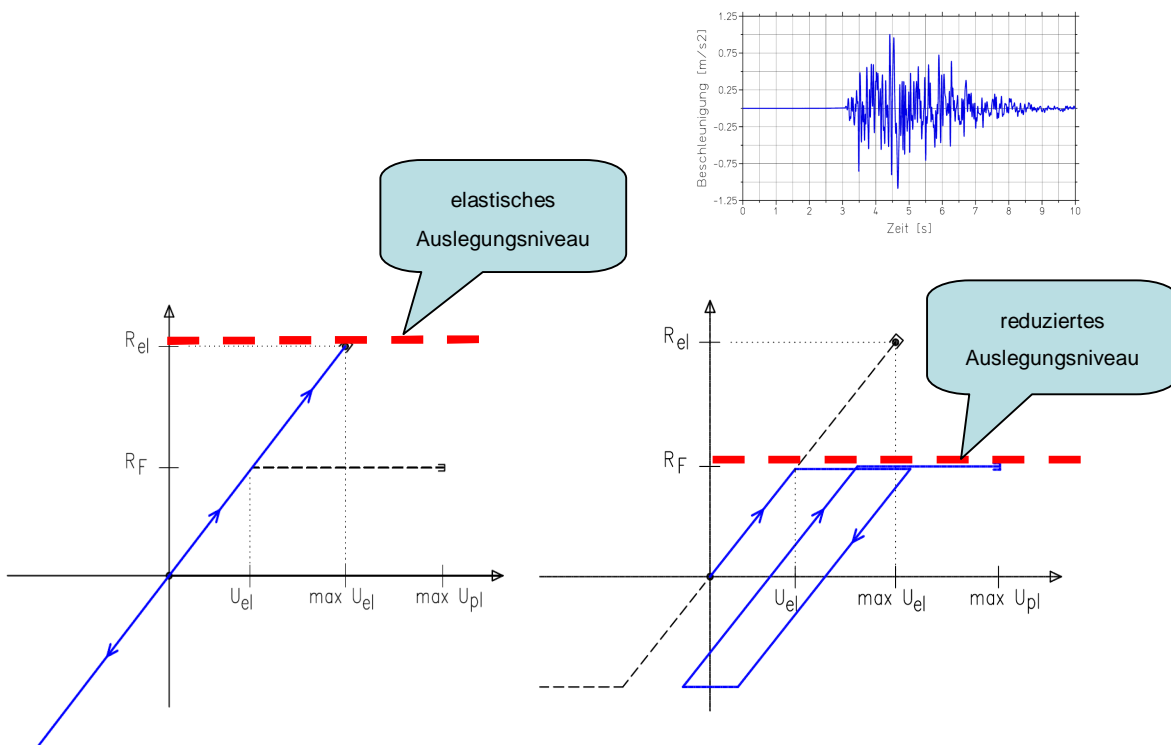 1.25
0.75
0.25
-0.25
-0.75
-1.25
Beschleunigung [m/s2]
0 1 2 3 4 5 6 7 8 9 10
Zeit [s]
elastisches
Auslegungsniveau
reduziertes
Auslegungsniveau
Rel
RF
Uel max Uel max Upl
Rel
RF
Uel max Uel max Upl